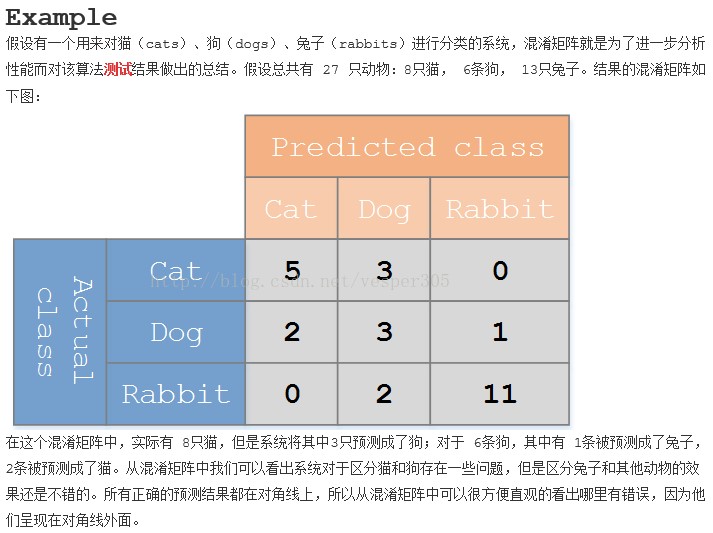 Example
假设有一个用来对猫（cats）、狗（dogs）、兔子（rabbits）进行分类的系统，混淆矩阵就是为了进一步分析
性能而对该算法测试结果做出的总结。假设总共有 27 只动物：8只猫， 6条狗， 13只兔子。结果的混淆矩阵如
下图：
Predicted class
Cat Dog Rabbit
Actual class
Cat 5 3 0
http://blog.csdn.net/vesper305
Dog 2 3 1
Rabbit 0 2 11
在这个混淆矩阵中，实际有 8只猫，但是系统将其中3只预测成了狗；对于 6条狗，其中有 1条被预测成了兔子，
2条被预测成了猫。从混淆矩阵中我们可以看出系统对于区分猫和狗存在一些问题，但是区分兔子和其他动物的效
果还是不错的。所有正确的预测结果都在对角线上，所以从混淆矩阵中可以很方便直观的看出哪里有错误，因为他
们呈现在对角线外面。